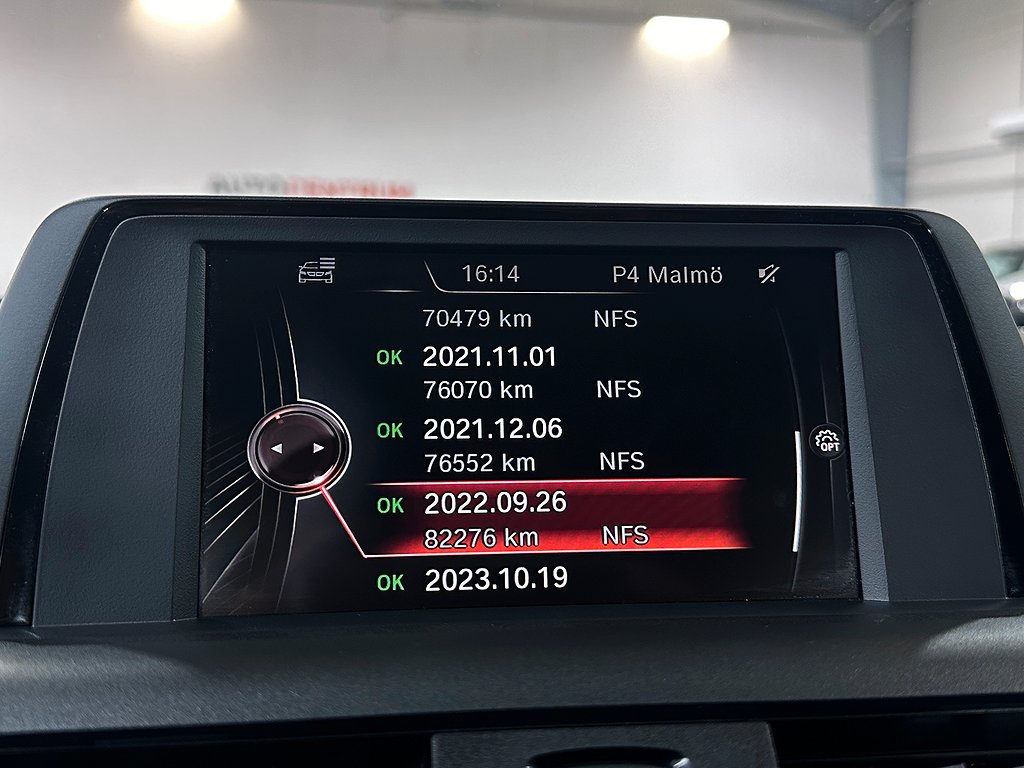 AUTOCENTRUM
16:14 P4 Malmö
70479 km NFS
OK 2021.11.01
76070 km NFS
OK 2021.12.06
76552 km NFS
OPT
OK 2022.09.26
82276 km NFS
OK 2023.10.19